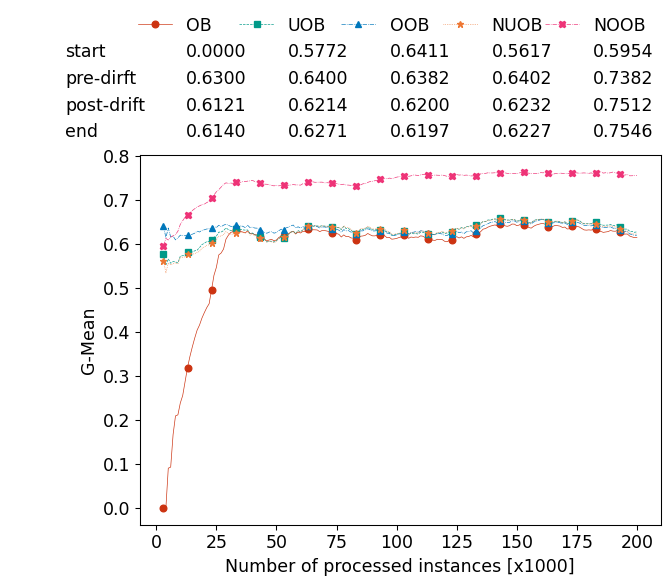 OB UOB OOB NUOB NOOB
start 0.0000 0.5772 0.6411 0.5617 0.5954
pre-dirft 0.6300 0.6400 0.6382 0.6402 0.7382
post-drift 0.6121 0.6214 0.6200 0.6232 0.7512
end 0.6140 0.6271 0.6197 0.6227 0.7546
0.8
0.7
0.6
0.5
0.4
0.3
0.2
0.1
0.0
G-Mean
0 25 50 75 100 125 150 175 200
Number of processed instances [x1000]